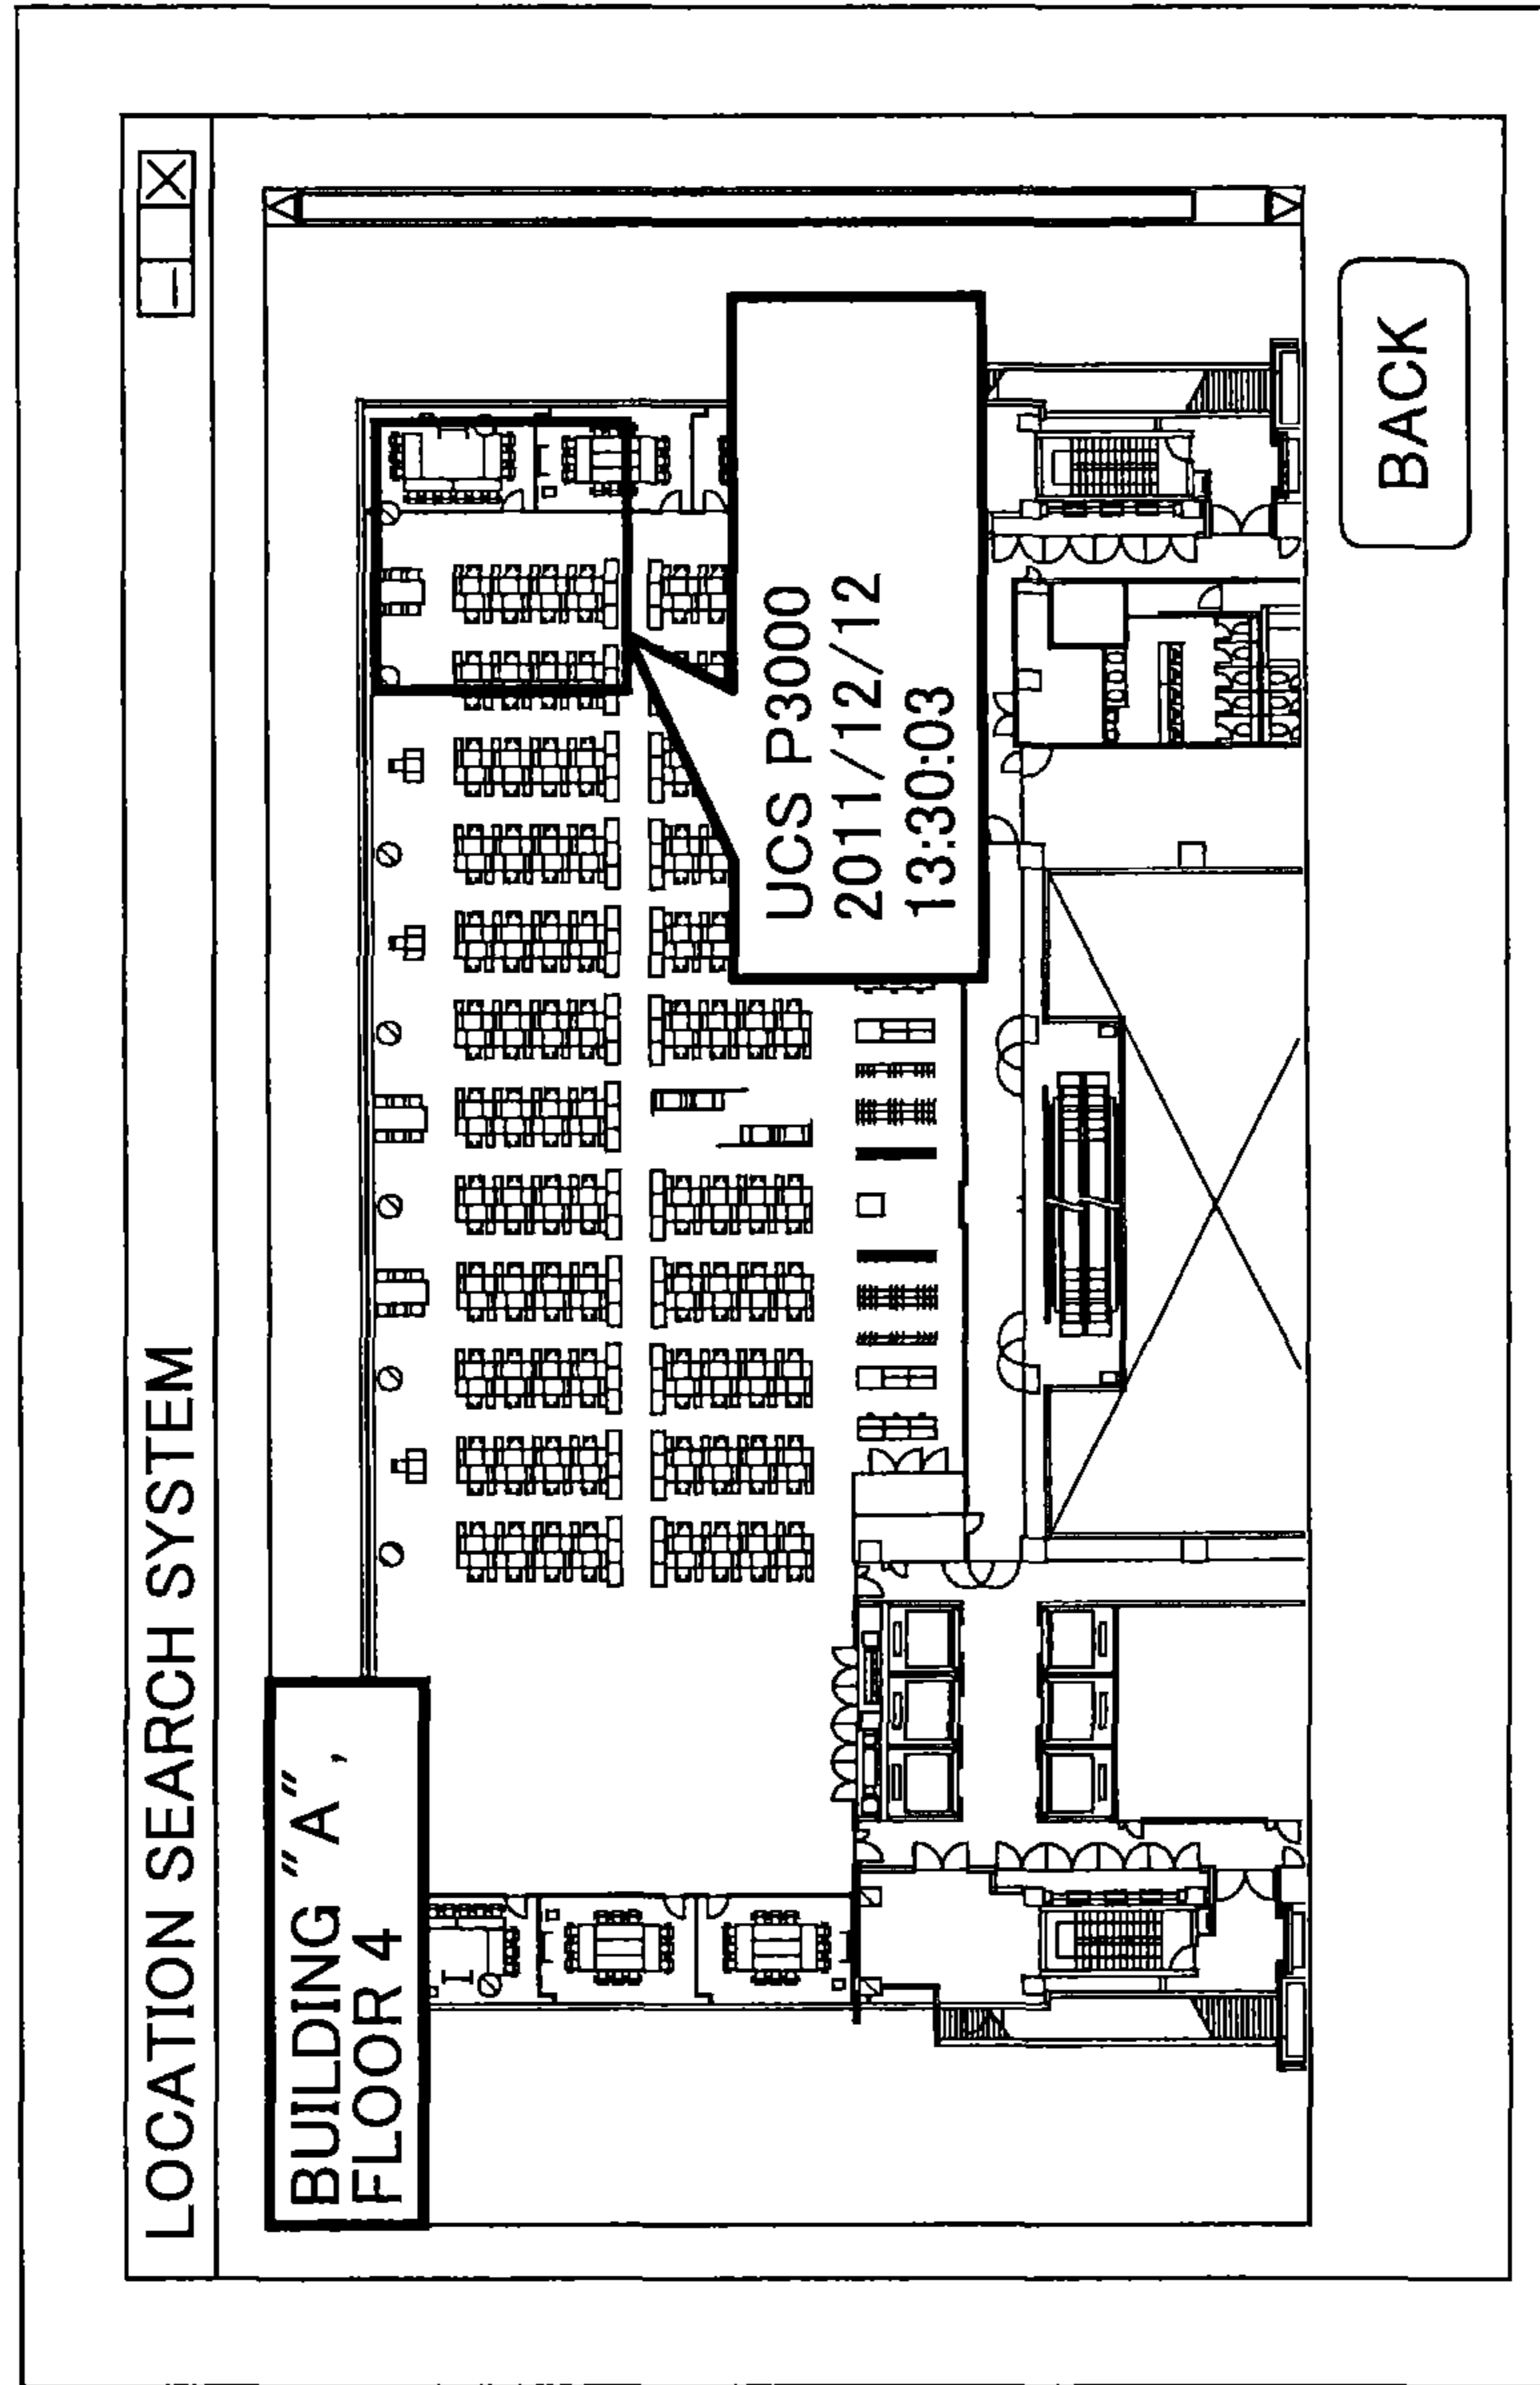 LOCATION SEARCH SYSTEM
BUILDING "A",
FLOOR 4
UCS P3000
2011/12/12
13:30:03
BACK